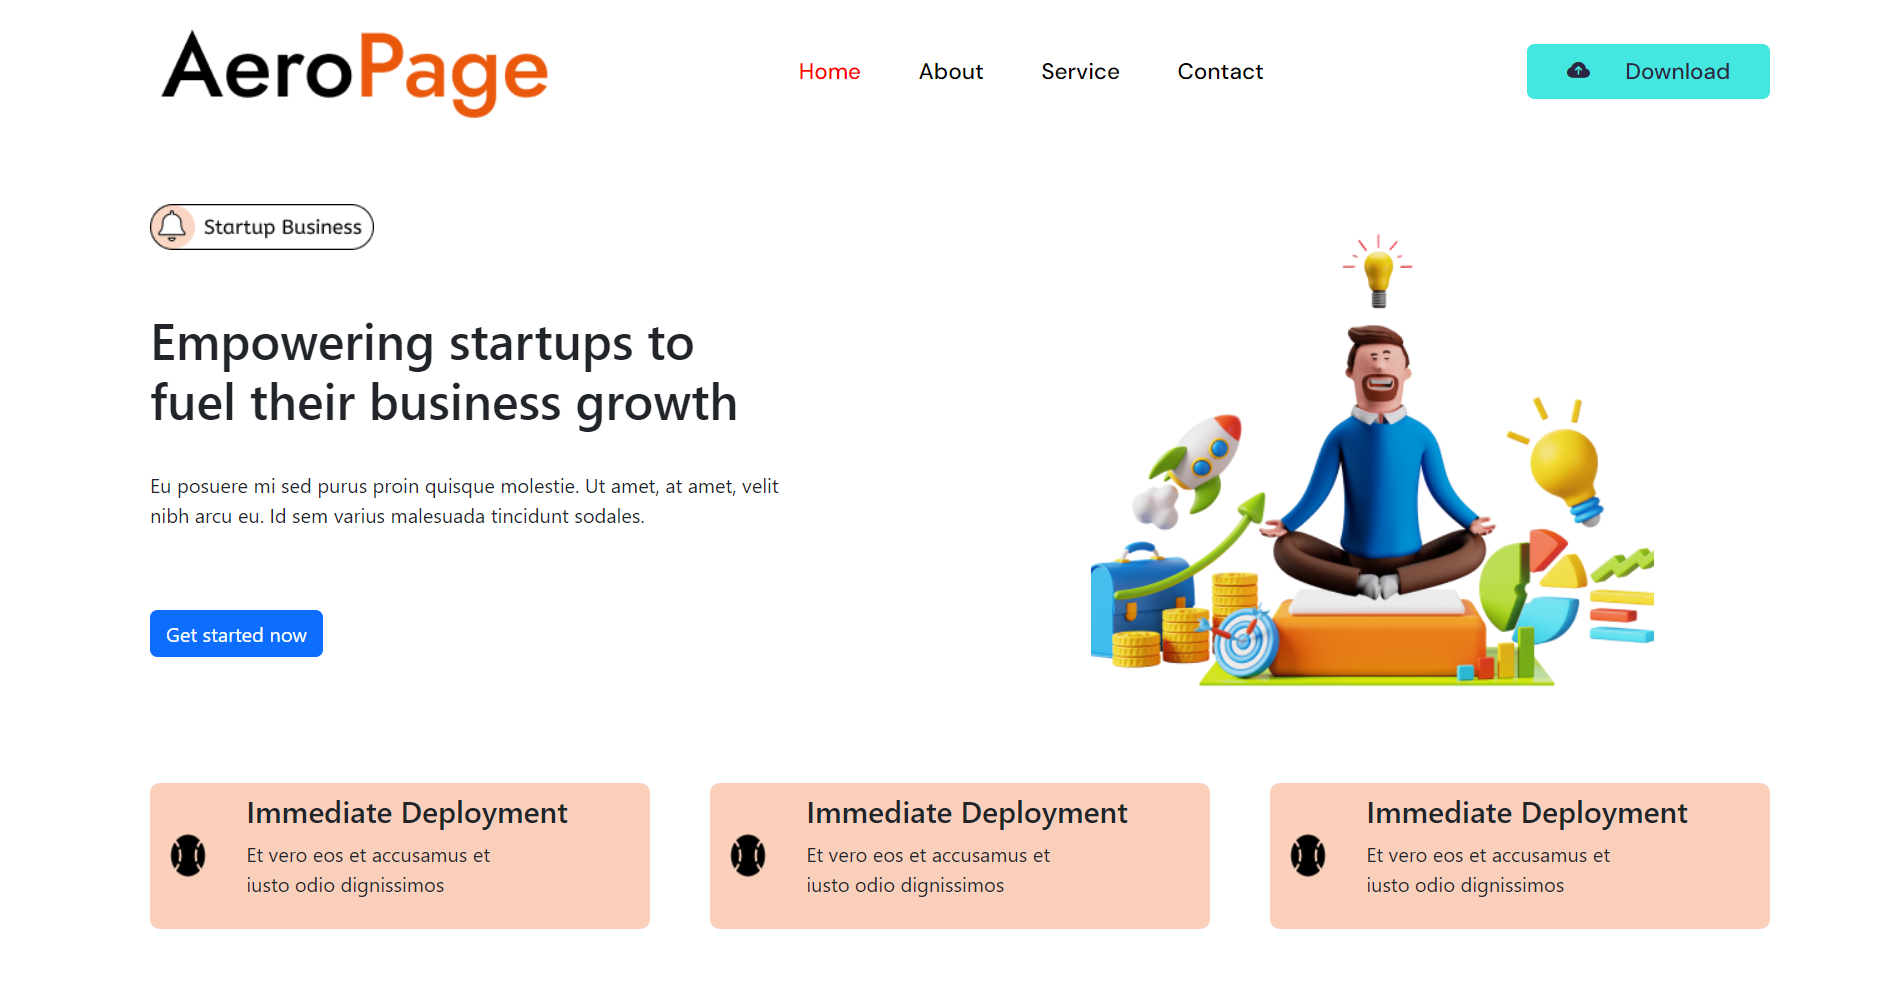 AeroPage
Home About Service Contact
Download
Startup Business
Empowering startups to
fuel their business growth
Eu posuere mi sed purus proin quisque molestie. Ut amet, at amet, velit
nibh arcu eu. Id sem varius malesuada tincidunt sodales.
Get started now
Immediate Deployment
Et vero eos et accusamus et
iusto odio dignissimos
Immediate Deployment
Et vero eos et accusamus et
iusto odio dignissimos
Immediate Deployment
Et vero eos et accusamus et
iusto odio dignissimos